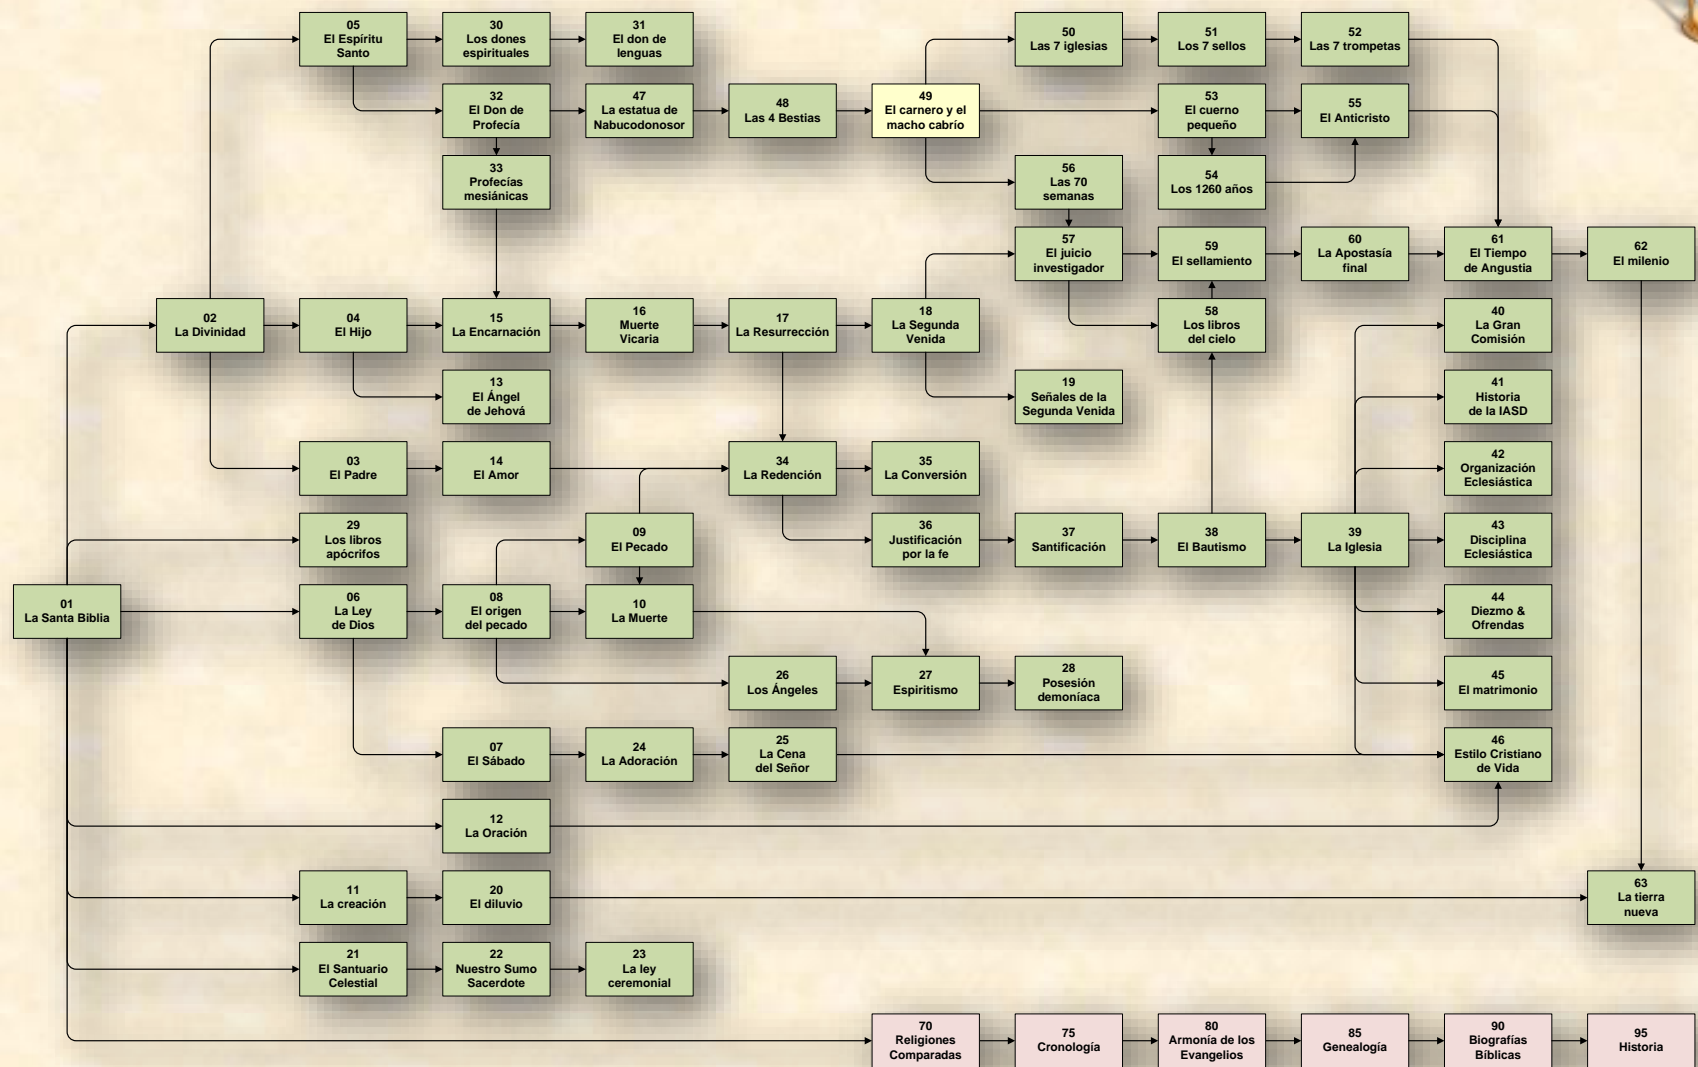 05
El Espíritu
Santo
30
Los dones
espirituales
31
El don de
lenguas
50
Las 7 iglesias
51
Los 7 sellos
52
Las 7 trompetas
32
El Don de
Profecía
47
La estatua de
Nabucodonosor
48
Las 4 Bestias
49
El carnero y el
macho cabrío
53
El cuerno
pequeño
55
El Anticristo
33
Profecías
mesiánicas
56
Las 70
semanas
54
Los 1260 años
57
El juicio
investigador
59
El sellamiento
60
La Apostasía
final
61
El Tiempo
de Angustia
62
El milenio
02
La Divinidad
04
El Hijo
15
La Encarnación
16
Muerte
Vicaria
17
La Resurrección
18
La Segunda
Venida
58
Los libros
del cielo
40
La Gran
Comisión
13
El Ángel
de Jehová
19
Señales de la
Segunda Venida
41
Historia
de la IASD
03
El Padre
14
El Amor
34
La Redención
35
La Conversión
42
Organización
Eclesiástica
29
Los libros
apócrifos
09
El Pecado
36
Justificación
por la fe
37
Santificación
38
El Bautismo
39
La Iglesia
43
Disciplina
Eclesiástica
01
La Santa Biblia
06
La Ley
de Dios
08
El origen
del pecado
10
La Muerte
44
Diezmo &
Ofrendas
26
Los Ángeles
27
Espiritismo
28
Posesión
demoníaca
45
El matrimonio
07
El Sábado
24
La Adoración
25
La Cena
del Señor
46
Estilo Cristiano
de Vida
12
La Oración
11
La creación
20
El diluvio
63
La tierra
nueva
21
El Santuario
Celestial
22
Nuestro Sumo
Sacerdote
23
La ley
ceremonial
70
Religiones
Comparadas
75
Cronología
80
Armonía de los
Evangelios
85
Genealogía
90
Biografías
Bíblicas
95
Historia